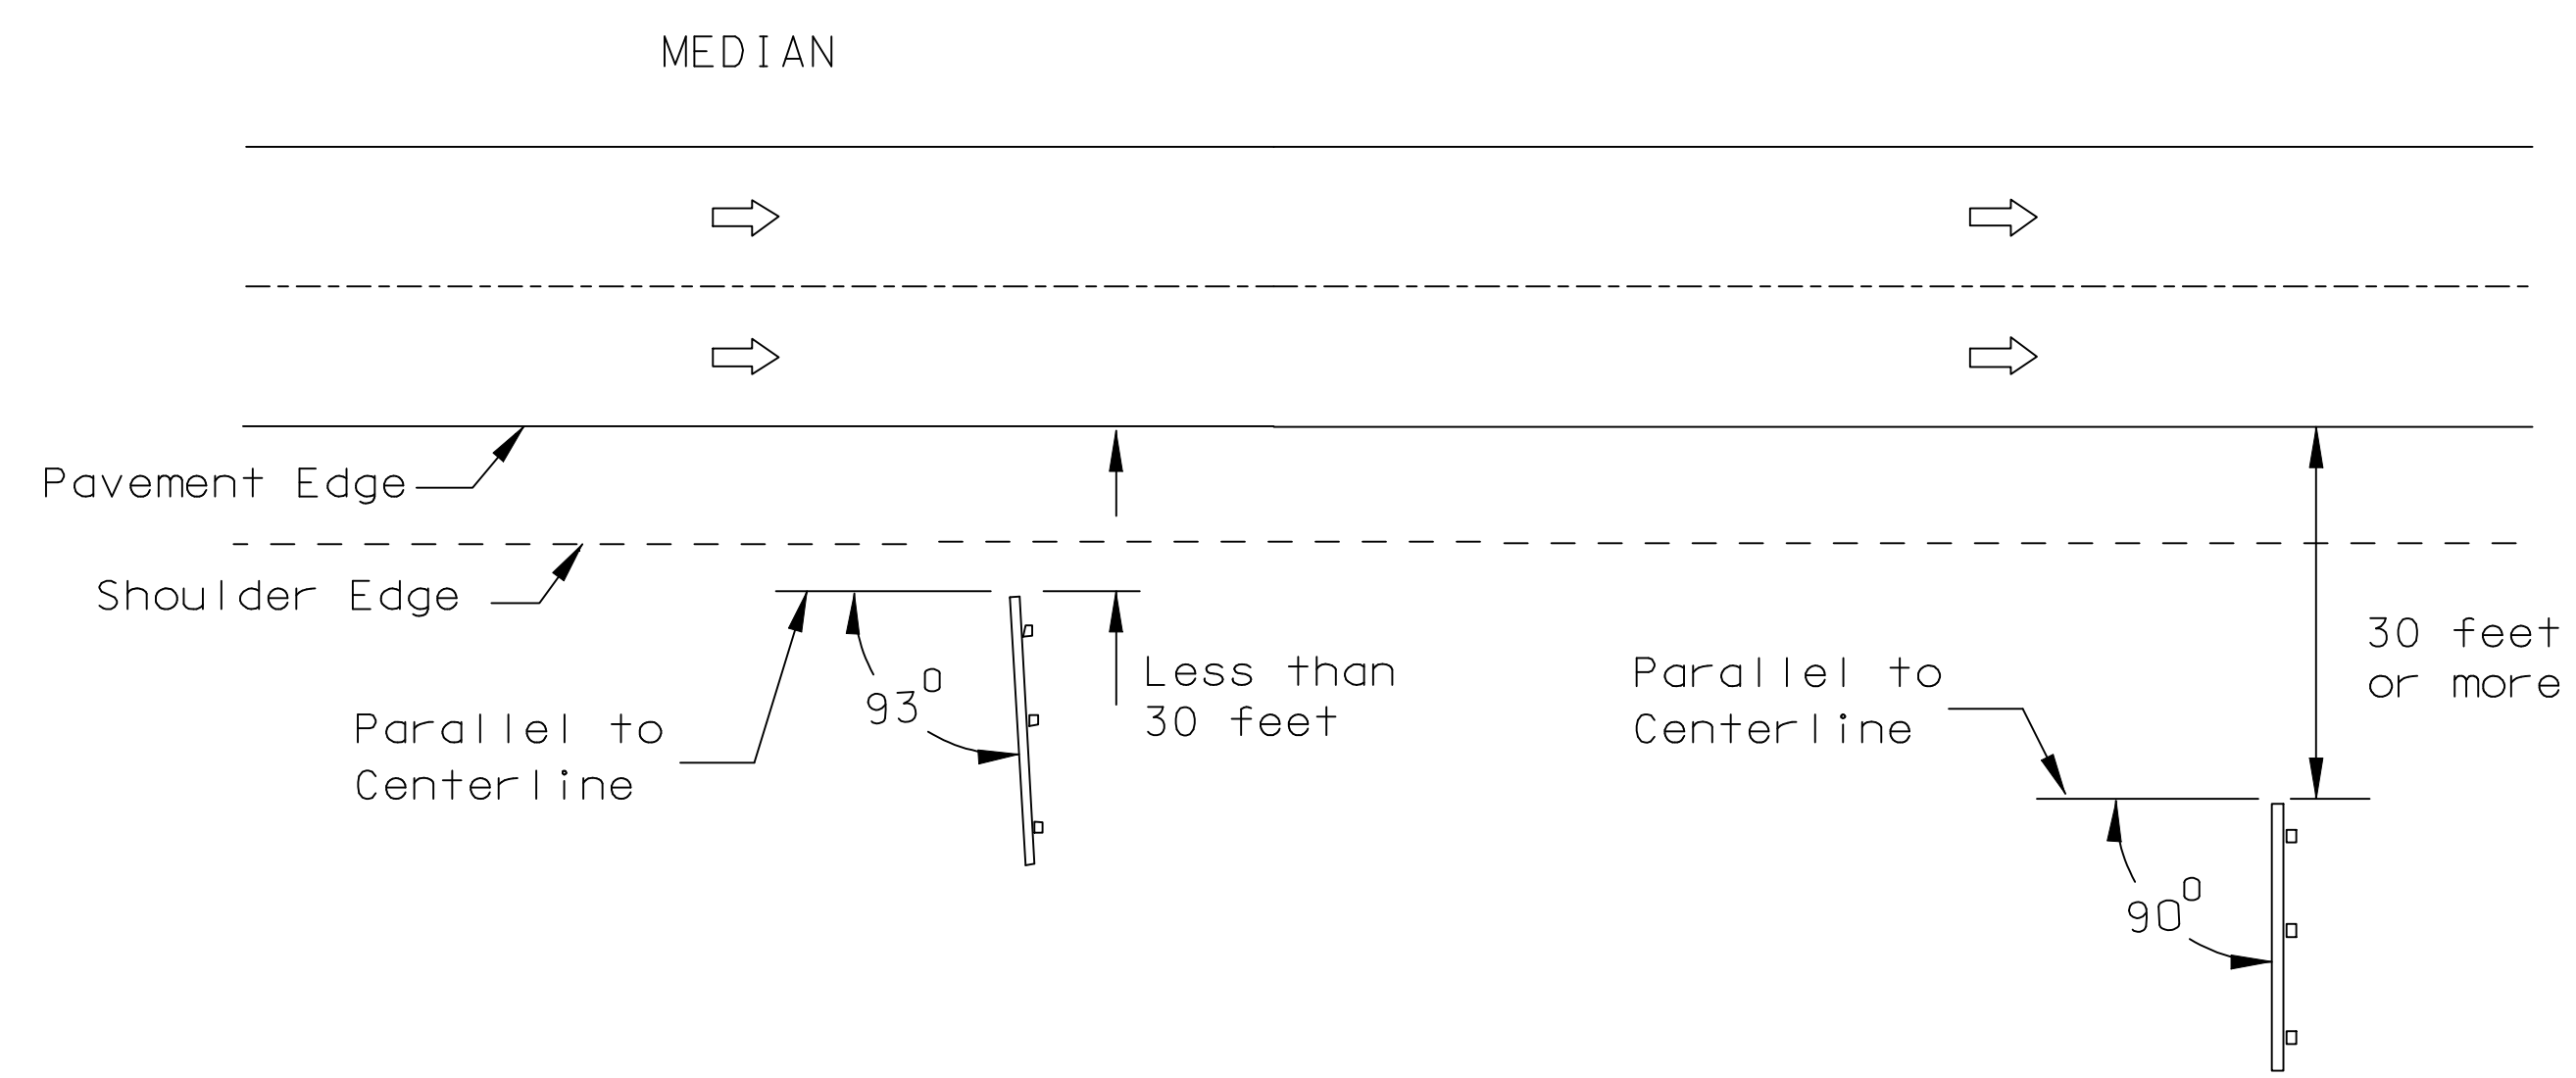 MEDIAN
Pavement Edge
Shoulder Edge
Parallel to
Centerline
93⁰
Less than
30 feet
Parallel to
Centerline
30 feet
or more
90⁰